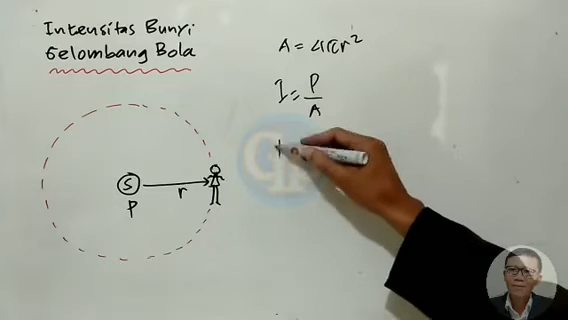 Intensitas Bunyi
Gelombang Bola
A = 4πr²
I = P/A
S
r
P